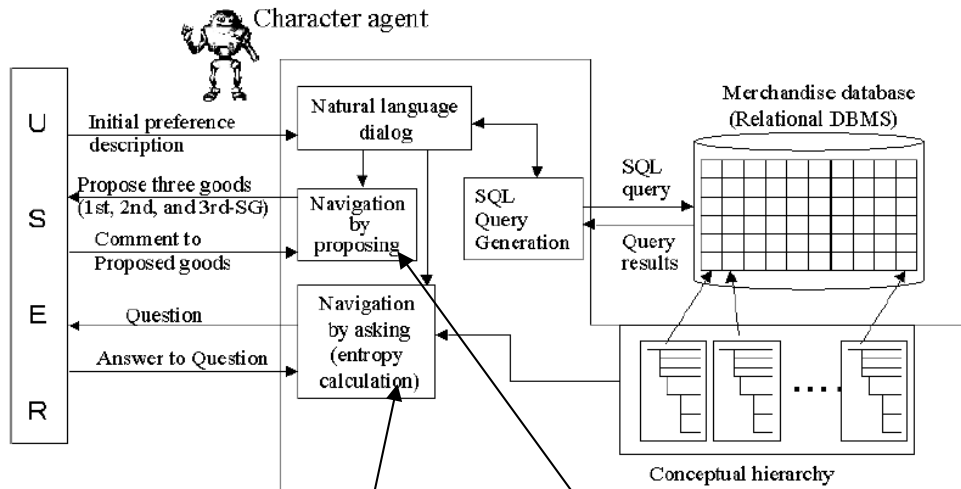 Character agent
U
S
E
R
Initial preference
description
Propose three goods
(1st, 2nd, and 3rd-SG)
Comment to
Proposed goods
Question
Answer to Question
Natural language
dialog
Navigation
by
proposing
Navigation
by asking
(entropy
calculation)
SQL
Query
Generation
SQL
query
Query
results
Merchandise database
(Relational DBMS)
Conceptual hierarchy